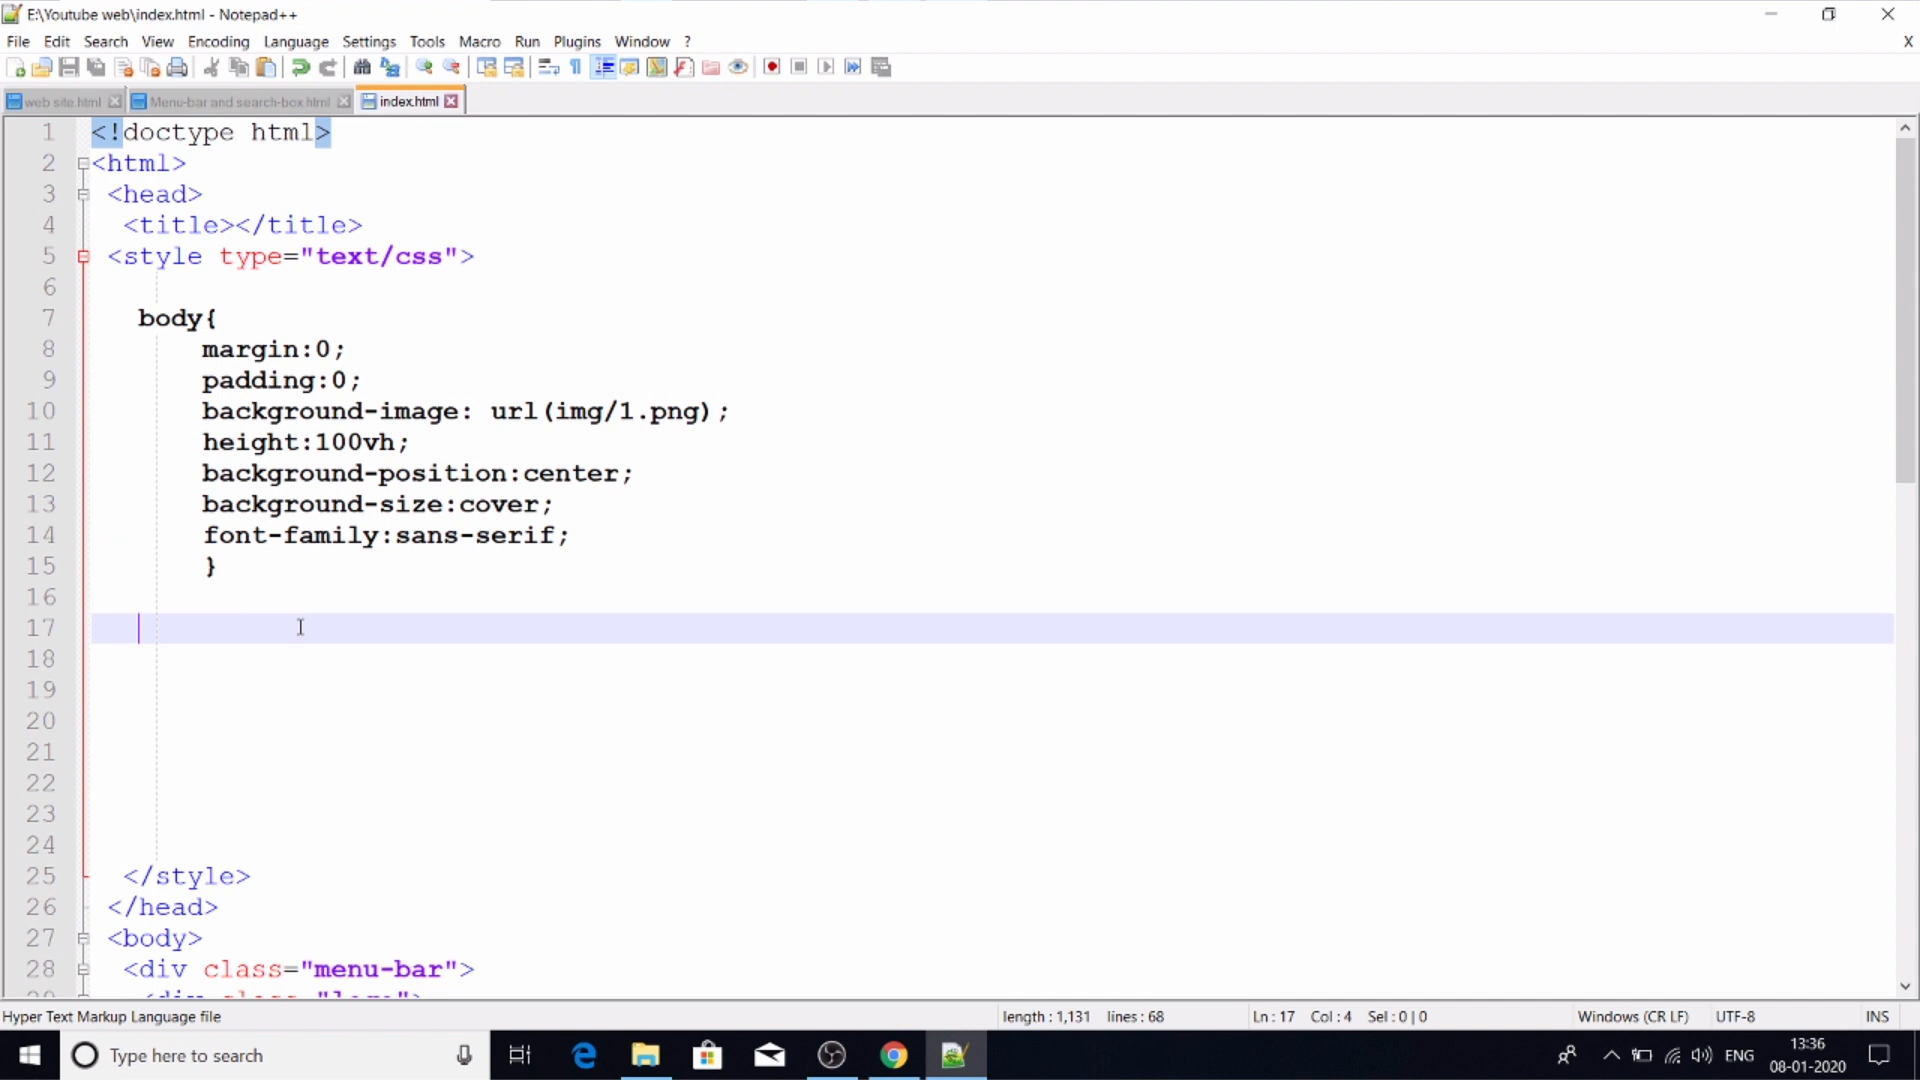 E:\Youtube web\index.html - Notepad++
File Edit Search View Encoding Language Settings Tools Macro Run Plugins Window ? X
web site.html Menu-bar and search-box.html index.html
1 <!doctype html>
2 <html>
3 <head>
4 <title></title>
5 <style type="text/css">
6
7 body{
8 margin:0;
9 padding:0;
10 background-image: url(img/1.png);
11 height:100vh;
12 background-position:center;
13 background-size:cover;
14 font-family:sans-serif;
15 }
16
17
18
19
20
21
22
23
24
25 </style>
26 </head>
27 <body>
28 <div class="menu-bar">
Hyper Text Markup Language file length : 1,131 lines : 68 Ln : 17 Col : 4 Sel : 0 | 0 Windows (CR LF) UTF-8 INS
Type here to search ENG 13:36
08-01-2020